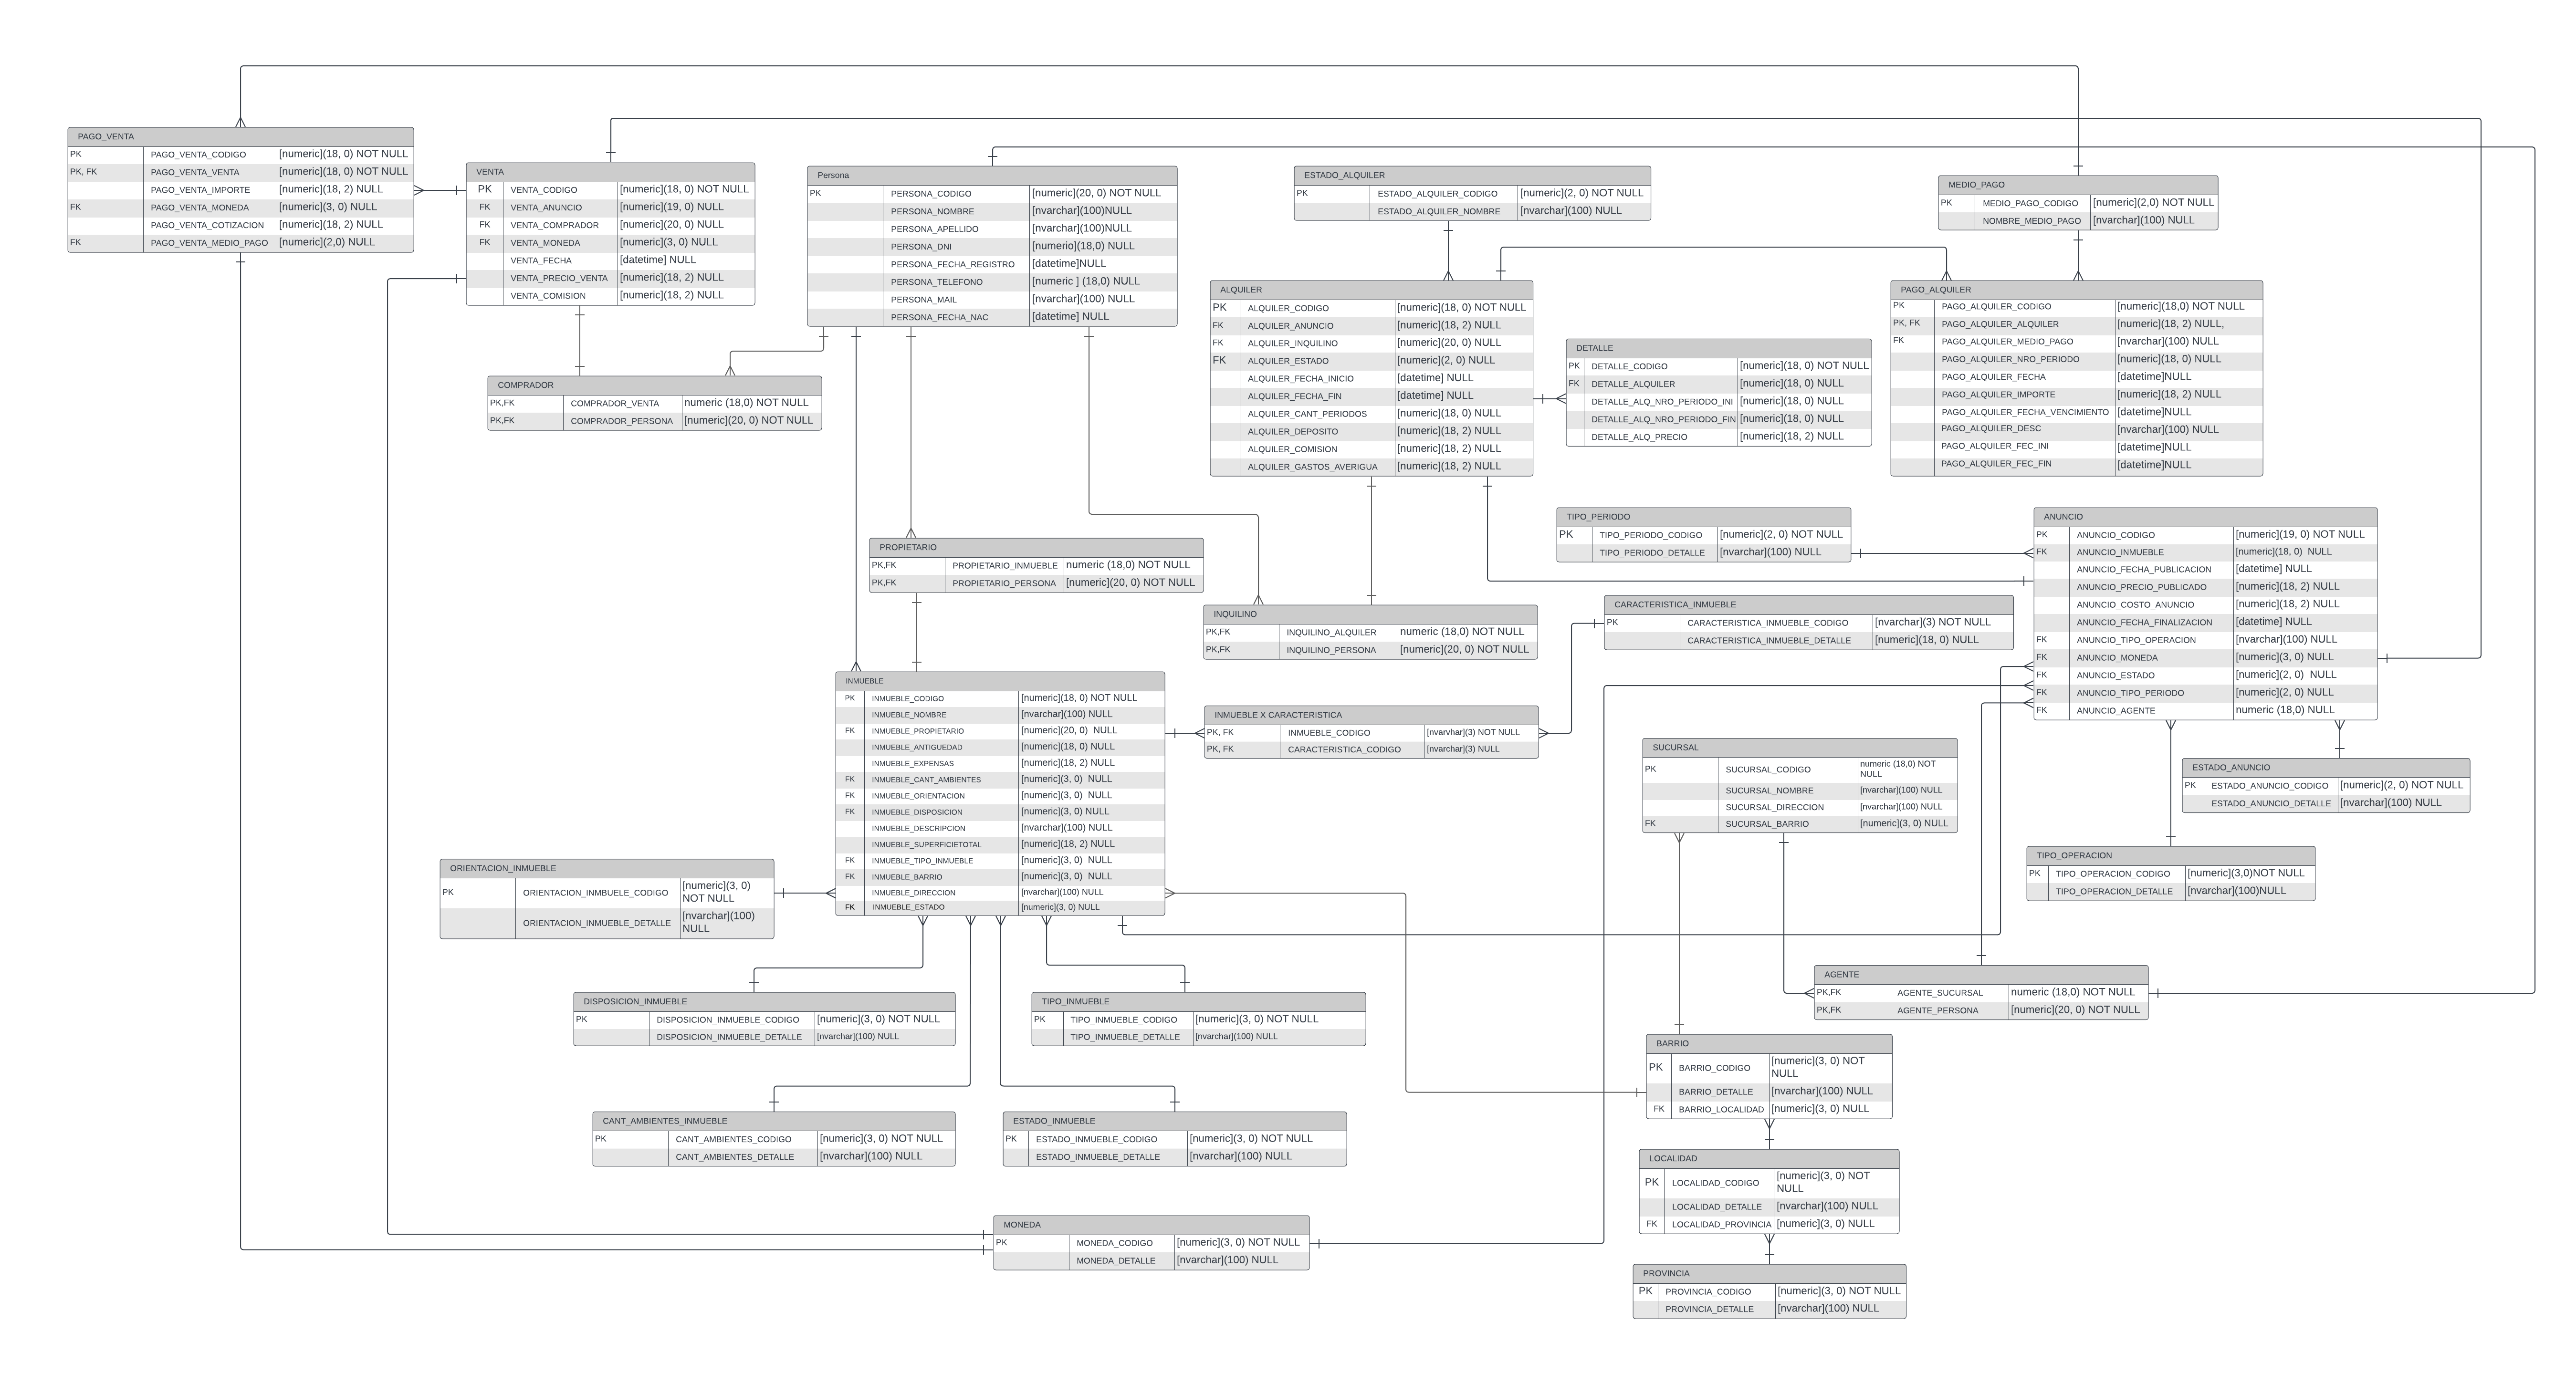 PAGO_VENTA
PK PAGO_VENTA_CODIGO [numeric](18, 0) NOT NULL
PK, FK PAGO_VENTA_VENTA [numeric](18, 0) NOT NULL
PAGO_VENTA_IMPORTE [numeric](18, 2) NULL
FK PAGO_VENTA_MONEDA [numeric](3, 0) NULL
PAGO_VENTA_COTIZACION [numeric](18, 2) NULL
FK PAGO_VENTA_MEDIO_PAGO [numeric](2,0) NULL
VENTA
PK VENTA_CODIGO [numeric](18, 0) NOT NULL
FK VENTA_ANUNCIO [numeric](19, 0) NULL
FK VENTA_COMPRADOR [numeric](20, 0) NULL
FK VENTA_MONEDA [numeric](3, 0) NULL
VENTA_FECHA [datetime] NULL
VENTA_PRECIO_VENTA [numeric](18, 2) NULL
VENTA_COMISION [numeric](18, 2) NULL
Persona
PK PERSONA_CODIGO [numeric](20, 0) NOT NULL
PERSONA_NOMBRE [nvarchar](100)NULL
PERSONA_APELLIDO [nvarchar](100)NULL
PERSONA_DNI [numerio](18,0) NULL
PERSONA_FECHA_REGISTRO [datetime]NULL
PERSONA_TELEFONO [numeric ] (18,0) NULL
PERSONA_MAIL [nvarchar](100) NULL
PERSONA_FECHA_NAC [datetime] NULL
ESTADO_ALQUILER
PK ESTADO_ALQUILER_CODIGO [numeric](2, 0) NOT NULL
ESTADO_ALQUILER_NOMBRE [nvarchar](100) NULL
MEDIO_PAGO
PK MEDIO_PAGO_CODIGO [numeric](2,0) NOT NULL
NOMBRE_MEDIO_PAGO [nvarchar](100) NULL
ALQUILER
PK ALQUILER_CODIGO [numeric](18, 0) NOT NULL
FK ALQUILER_ANUNCIO [numeric](18, 2) NULL
FK ALQUILER_INQUILINO [numeric](20, 0) NULL
FK ALQUILER_ESTADO [numeric](2, 0) NULL
ALQUILER_FECHA_INICIO [datetime] NULL
ALQUILER_FECHA_FIN [datetime] NULL
ALQUILER_CANT_PERIODOS [numeric](18, 0) NULL
ALQUILER_DEPOSITO [numeric](18, 2) NULL
ALQUILER_COMISION [numeric](18, 2) NULL
ALQUILER_GASTOS_AVERIGUA [numeric](18, 2) NULL
PAGO_ALQUILER
PK PAGO_ALQUILER_CODIGO [numeric](18,0) NOT NULL
PK, FK PAGO_ALQUILER_ALQUILER [numeric](18, 2) NULL,
FK PAGO_ALQUILER_MEDIO_PAGO [nvarchar](100) NULL
PAGO_ALQUILER_NRO_PERIODO [numeric](18, 0) NULL
PAGO_ALQUILER_FECHA [datetime]NULL
PAGO_ALQUILER_IMPORTE [numeric](18, 2) NULL
PAGO_ALQUILER_FECHA_VENCIMIENTO [datetime]NULL
PAGO_ALQUILER_DESC [nvarchar](100) NULL
PAGO_ALQUILER_FEC_INI [datetime]NULL
PAGO_ALQUILER_FEC_FIN [datetime]NULL
DETALLE
PK DETALLE_CODIGO [numeric](18, 0) NOT NULL
FK DETALLE_ALQUILER [numeric](18, 0) NULL
DETALLE_ALQ_NRO_PERIODO_INI [numeric](18, 0) NULL
DETALLE_ALQ_NRO_PERIODO_FIN [numeric](18, 0) NULL
DETALLE_ALQ_PRECIO [numeric](18, 2) NULL
COMPRADOR
PK,FK COMPRADOR_VENTA numeric (18,0) NOT NULL
PK,FK COMPRADOR_PERSONA [numeric](20, 0) NOT NULL
TIPO_PERIODO
PK TIPO_PERIODO_CODIGO [numeric](2, 0) NOT NULL
TIPO_PERIODO_DETALLE [nvarchar](100) NULL
ANUNCIO
PK ANUNCIO_CODIGO [numeric](19, 0) NOT NULL
FK ANUNCIO_INMUEBLE [numeric](18, 0) NULL
ANUNCIO_FECHA_PUBLICACION [datetime] NULL
ANUNCIO_PRECIO_PUBLICADO [numeric](18, 2) NULL
ANUNCIO_COSTO_ANUNCIO [numeric](18, 2) NULL
ANUNCIO_FECHA_FINALIZACION [datetime] NULL
FK ANUNCIO_TIPO_OPERACION [nvarchar](100) NULL
FK ANUNCIO_MONEDA [numeric](3, 0) NULL
FK ANUNCIO_ESTADO [numeric](2, 0) NULL
FK ANUNCIO_TIPO_PERIODO [numeric](2, 0) NULL
FK ANUNCIO_AGENTE numeric (18,0) NULL
PROPIETARIO
PK,FK PROPIETARIO_INMUEBLE numeric (18,0) NOT NULL
PK,FK PROPIETARIO_PERSONA [numeric](20, 0) NOT NULL
INQUILINO
PK,FK INQUILINO_ALQUILER numeric (18,0) NOT NULL
PK,FK INQUILINO_PERSONA [numeric](20, 0) NOT NULL
CARACTERISTICA_INMUEBLE
PK CARACTERISTICA_INMUEBLE_CODIGO [nvarchar](3) NOT NULL
CARACTERISTICA_INMUEBLE_DETALLE [numeric](18, 0) NULL
INMUEBLE
PK INMUEBLE_CODIGO [numeric](18, 0) NOT NULL
INMUEBLE_NOMBRE [nvarchar](100) NULL
FK INMUEBLE_PROPIETARIO [numeric](20, 0) NULL
INMUEBLE_ANTIGUEDAD [numeric](18, 0) NULL
INMUEBLE_EXPENSAS [numeric](18, 2) NULL
FK INMUEBLE_CANT_AMBIENTES [numeric](3, 0) NULL
FK INMUEBLE_ORIENTACION [numeric](3, 0) NULL
FK INMUEBLE_DISPOSICION [numeric](3, 0) NULL
INMUEBLE_DESCRIPCION [nvarchar](100) NULL
INMUEBLE_SUPERFICIETOTAL [numeric](18, 2) NULL
FK INMUEBLE_TIPO_INMUEBLE [numeric](3, 0) NULL
FK INMUEBLE_BARRIO [numeric](3, 0) NULL
INMUEBLE_DIRECCION [nvarchar](100) NULL
FK INMUEBLE_ESTADO [numeric](3, 0) NULL
INMUEBLE X CARACTERISTICA
PK, FK INMUEBLE_CODIGO [nvarvhar](3) NOT NULL
PK, FK CARACTERISTICA_CODIGO [nvarchar](3) NULL
SUCURSAL
PK SUCURSAL_CODIGO numeric (18,0) NOT
NULL
SUCURSAL_NOMBRE [nvarchar](100) NULL
SUCURSAL_DIRECCION [nvarchar](100) NULL
FK SUCURSAL_BARRIO [numeric](3, 0) NULL
ESTADO_ANUNCIO
PK ESTADO_ANUNCIO_CODIGO [numeric](2, 0) NOT NULL
ESTADO_ANUNCIO_DETALLE [nvarchar](100) NULL
TIPO_OPERACION
PK TIPO_OPERACION_CODIGO [numeric](3,0)NOT NULL
TIPO_OPERACION_DETALLE [nvarchar](100)NULL
ORIENTACION_INMUEBLE
PK ORIENTACION_INMBUELE_CODIGO [numeric](3, 0)
NOT NULL
ORIENTACION_INMUEBLE_DETALLE [nvarchar](100)
NULL
AGENTE
PK,FK AGENTE_SUCURSAL numeric (18,0) NOT NULL
PK,FK AGENTE_PERSONA [numeric](20, 0) NOT NULL
DISPOSICION_INMUEBLE
PK DISPOSICION_INMUEBLE_CODIGO [numeric](3, 0) NOT NULL
DISPOSICION_INMUEBLE_DETALLE [nvarchar](100) NULL
TIPO_INMUEBLE
PK TIPO_INMUEBLE_CODIGO [numeric](3, 0) NOT NULL
TIPO_INMUEBLE_DETALLE [nvarchar](100) NULL
BARRIO
PK BARRIO_CODIGO [numeric](3, 0) NOT
NULL
BARRIO_DETALLE [nvarchar](100) NULL
FK BARRIO_LOCALIDAD [numeric](3, 0) NULL
CANT_AMBIENTES_INMUEBLE
PK CANT_AMBIENTES_CODIGO [numeric](3, 0) NOT NULL
CANT_AMBIENTES_DETALLE [nvarchar](100) NULL
ESTADO_INMUEBLE
PK ESTADO_INMUEBLE_CODIGO [numeric](3, 0) NOT NULL
ESTADO_INMUEBLE_DETALLE [nvarchar](100) NULL
LOCALIDAD
PK LOCALIDAD_CODIGO [numeric](3, 0) NOT
NULL
LOCALIDAD_DETALLE [nvarchar](100) NULL
FK LOCALIDAD_PROVINCIA [numeric](3, 0) NULL
MONEDA
PK MONEDA_CODIGO [numeric](3, 0) NOT NULL
MONEDA_DETALLE [nvarchar](100) NULL
PROVINCIA
PK PROVINCIA_CODIGO [numeric](3, 0) NOT NULL
PROVINCIA_DETALLE [nvarchar](100) NULL